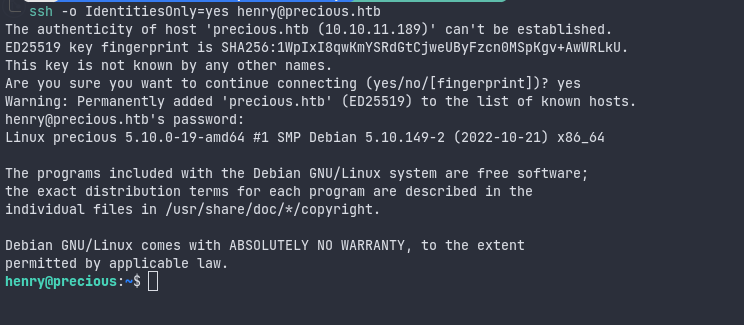 ssh -o IdentitiesOnly=yes henry@precious.htb
The authenticity of host 'precious.htb (10.10.11.189)' can't be established.
ED25519 key fingerprint is SHA256:1WpIxI8qwKmYSRdGtCjweUByFzcn0MSpKgv+AwWRLkU.
This key is not known by any other names.
Are you sure you want to continue connecting (yes/no/[fingerprint])? yes
Warning: Permanently added 'precious.htb' (ED25519) to the list of known hosts.
henry@precious.htb's password:
Linux precious 5.10.0-19-amd64 #1 SMP Debian 5.10.149-2 (2022-10-21) x86_64
The programs included with the Debian GNU/Linux system are free software;
the exact distribution terms for each program are described in the
individual files in /usr/share/doc/*/copyright.
Debian GNU/Linux comes with ABSOLUTELY NO WARRANTY, to the extent
permitted by applicable law.
henry@precious:~$